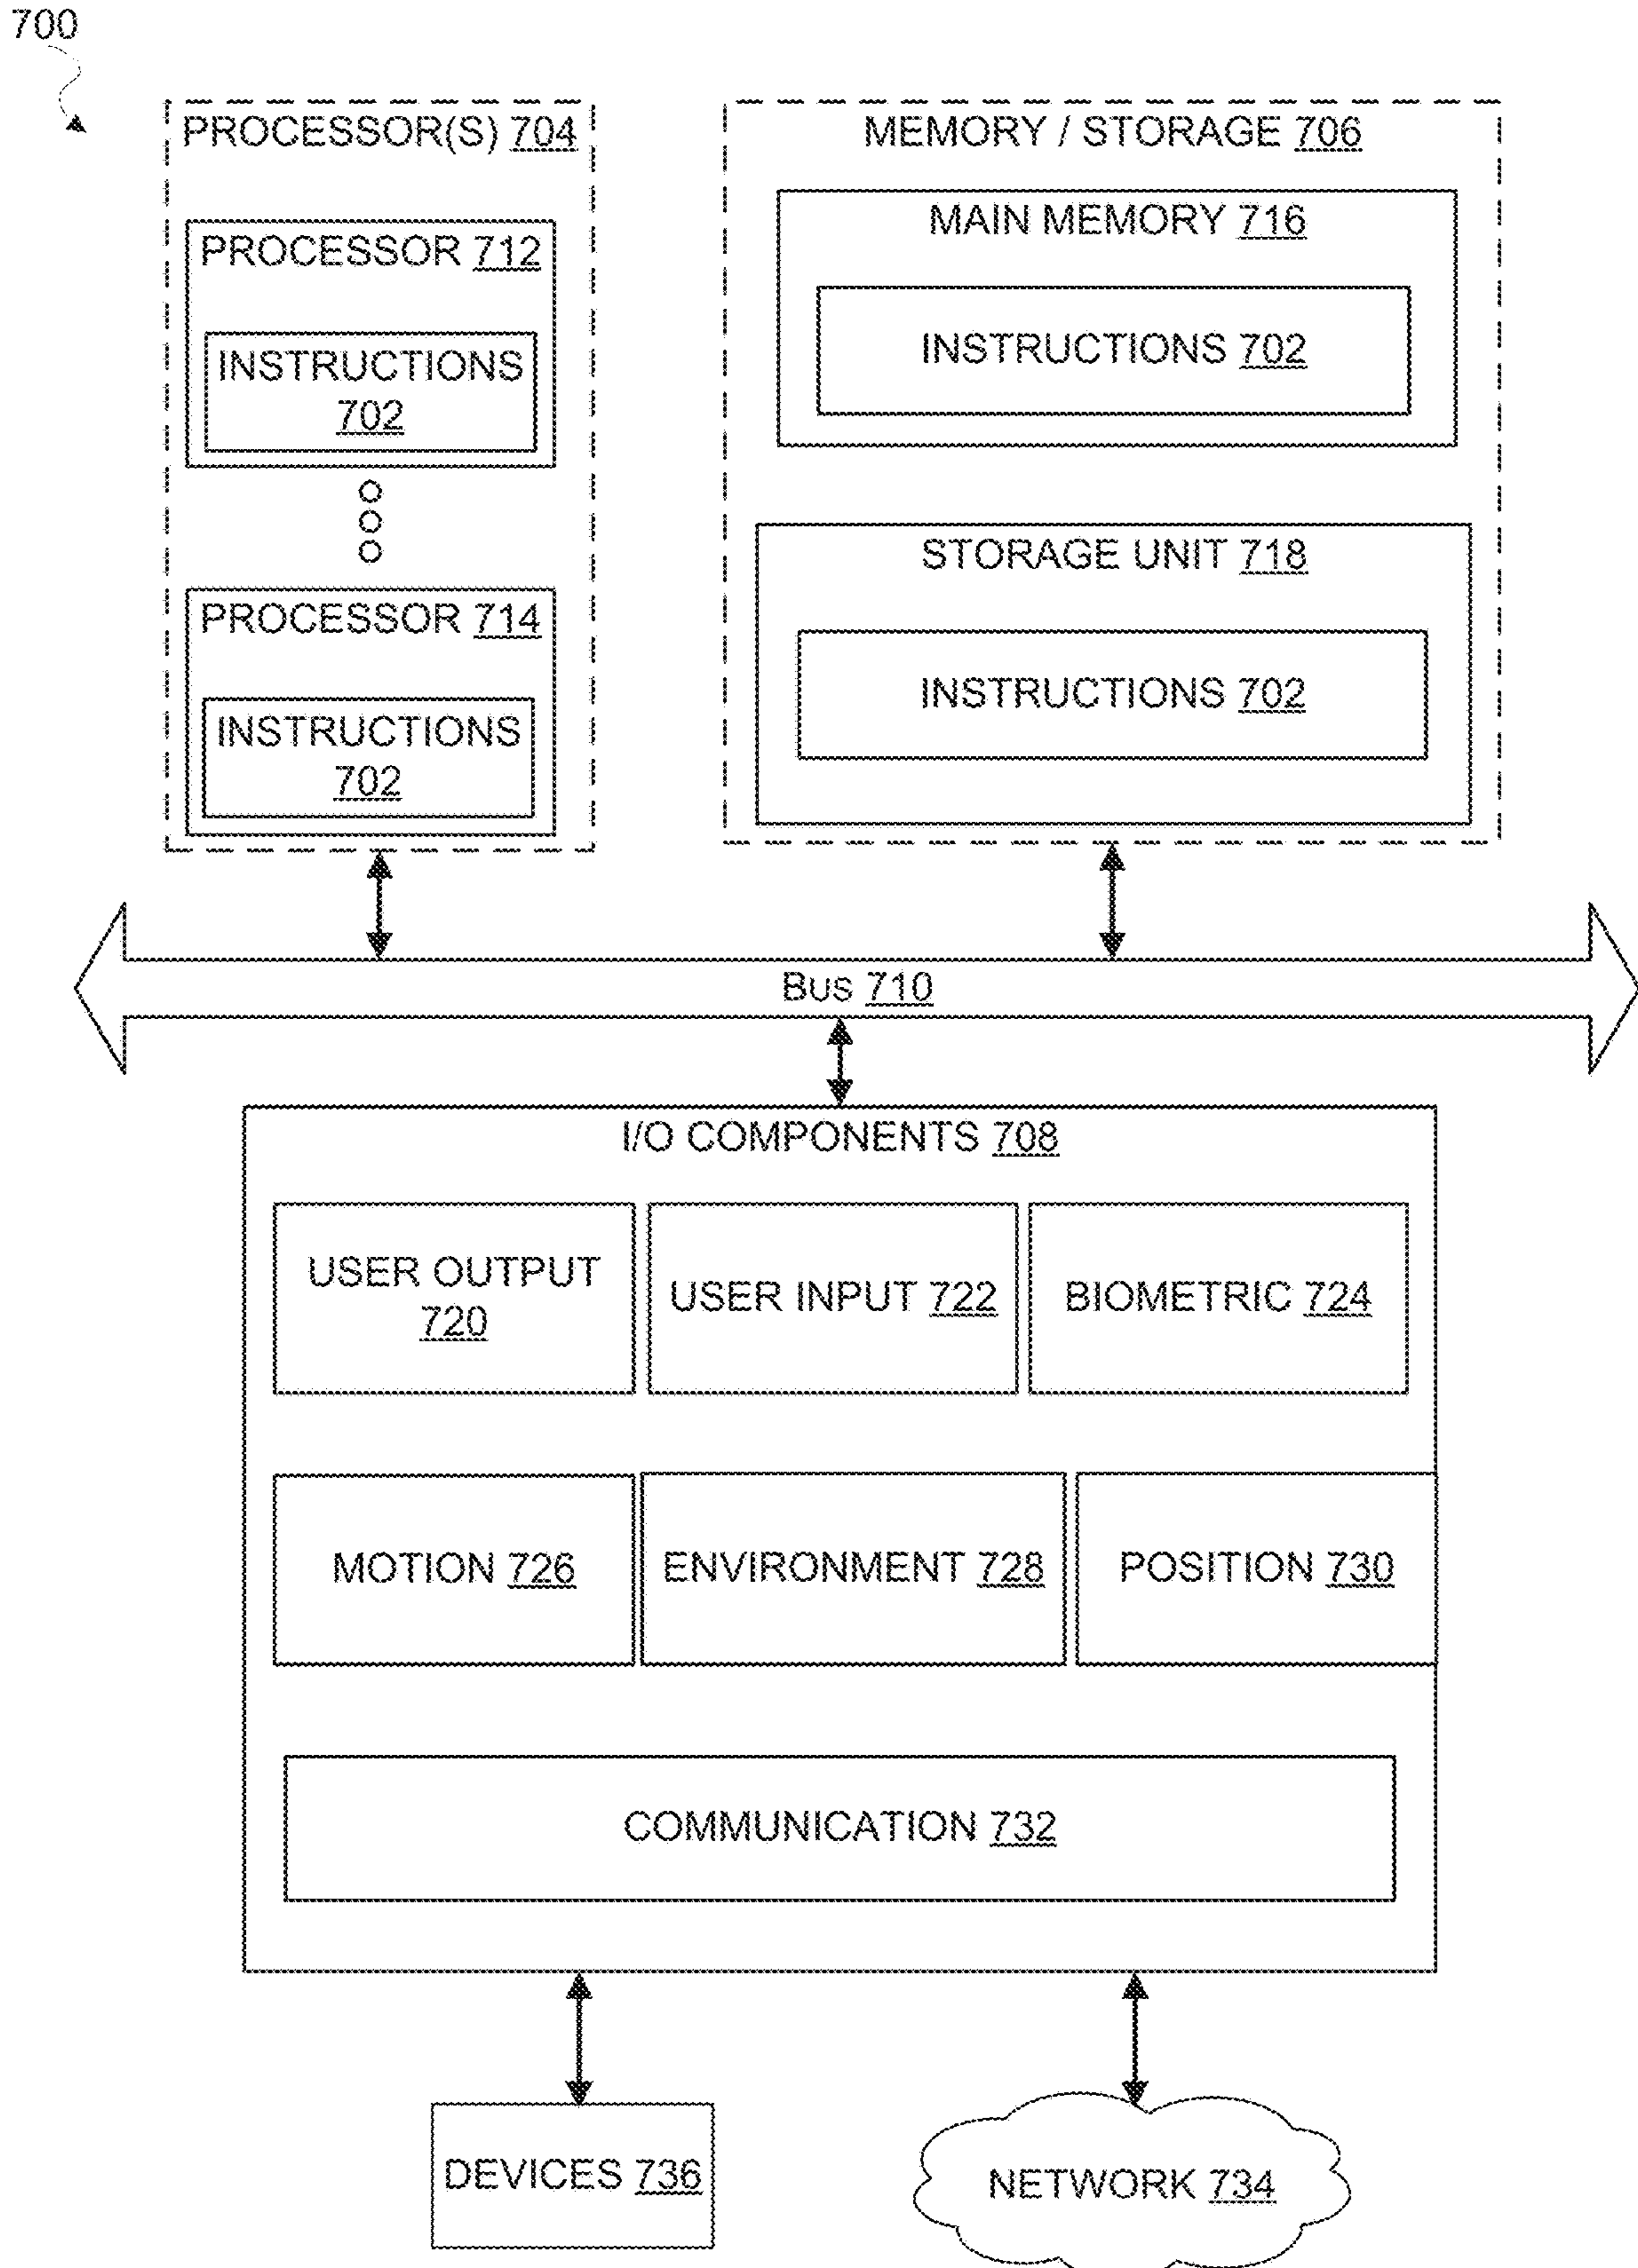 700
PROCESSOR(S) 704
PROCESSOR 712
INSTRUCTIONS
702
PROCESSOR 714
INSTRUCTIONS
702
MEMORY / STORAGE 706
MAIN MEMORY 716
INSTRUCTIONS 702
STORAGE UNIT 718
INSTRUCTIONS 702
BUS 710
I/O COMPONENTS 708
USER OUTPUT
720
USER INPUT 722
BIOMETRIC 724
MOTION 726
ENVIRONMENT 728
POSITION 730
COMMUNICATION 732
DEVICES 736
NETWORK 734